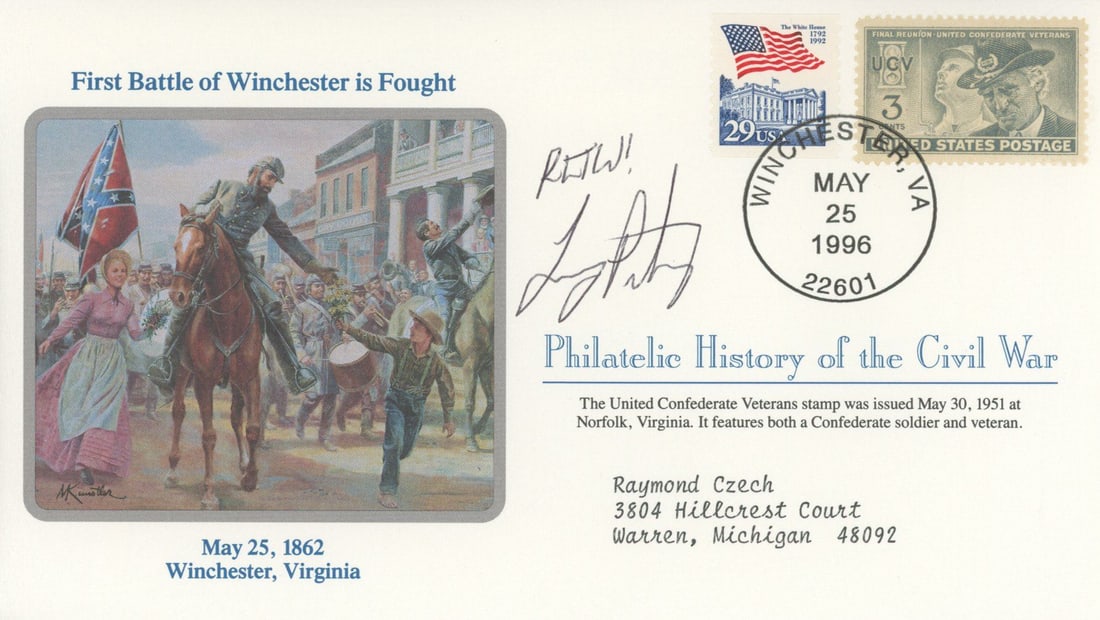 First Battle of Winchester is Fought
The White House
1792
1992
29 USA
FINAL REUNION·UNITED CONFEDERATE VETERANS
UCV
3
CENTS
UNITED STATES POSTAGE
WINCHESTER, VA
MAY
25
1996
22601
MKunstler
Philatelic History of the Civil War
The United Confederate Veterans stamp was issued May 30, 1951 at
Norfolk, Virginia. It features both a Confederate soldier and veteran.
Raymond Czech
3804 Hillcrest Court
Warren, Michigan 48092
May 25, 1862
Winchester, Virginia